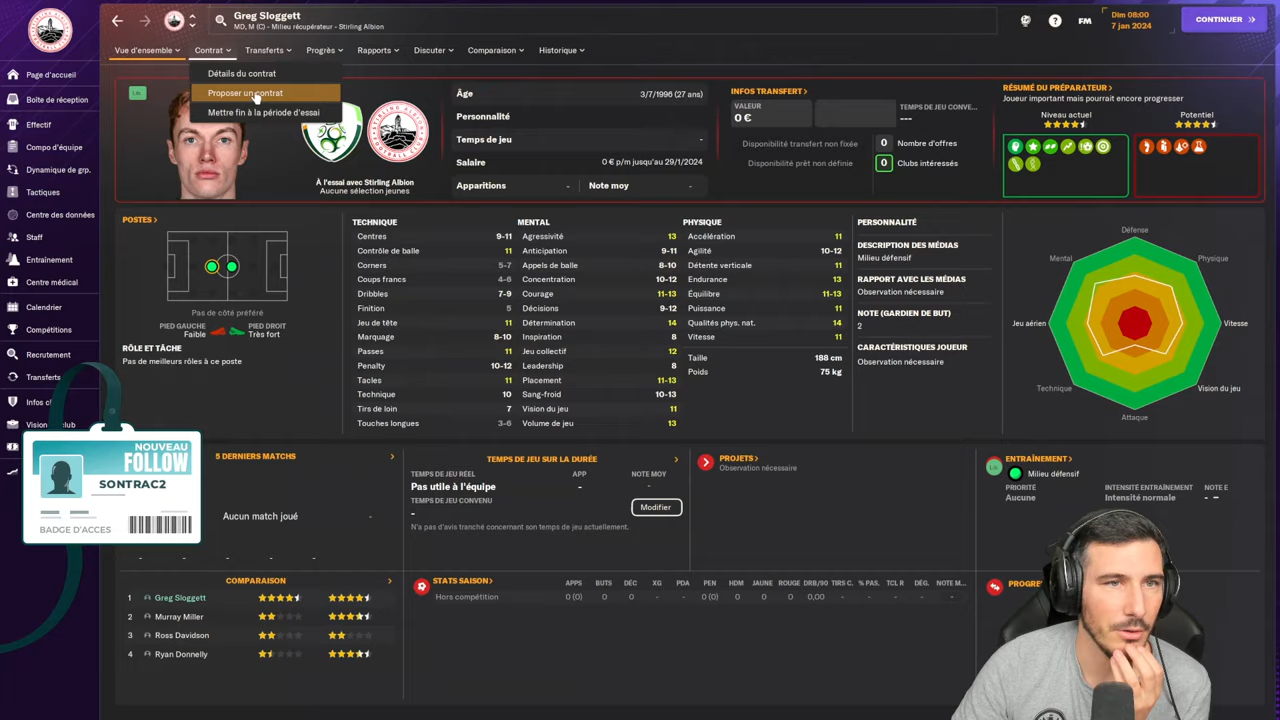 Greg Sloggett
MD, M (C) - Milieu récupérateur - Stirling Albion
Dim 08:00
7 jan 2024
CONTINUER
FM
Vue d'ensemble
Contrat
Transferts
Progrès
Rapports
Discuter
Comparaison
Historique
Détails du contrat
Proposer un contrat
Mettre fin à la période d'essai
Page d'accueil
Boîte de réception
Effectif
Compo d'équipe
Dynamique de grp.
Tactiques
Centre des données
Staff
Entraînement
Centre médical
Calendrier
Compétitions
Recrutement
Transferts
À l'essai avec Stirling Albion
Aucune sélection jeunes
Âge 3/7/1996 (27 ans)
Personnalité
Temps de jeu -
Salaire 0 € p/m jusqu'au 29/1/2024
Apparitions - Note moy -
INFOS TRANSFERT
VALEUR
0 €
TEMPS DE JEU CONVE...
---
Disponibilité transfert non fixée
0 Nombre d'offres
Disponibilité prêt non définie
0 Clubs intéressés
RÉSUMÉ DU PRÉPARATEUR
Joueur important mais pourrait encore progresser
Niveau actuel
Potentiel
POSTES
Pas de côté préféré
PIED GAUCHE
Faible
PIED DROIT
Très fort
RÔLE ET TÂCHE
Pas de meilleurs rôles à ce poste
TECHNIQUE
Centres 9-11
Contrôle de balle 11
Corners 5-7
Coups francs 4-6
Dribbles 7-9
Finition 5
Jeu de tête 11
Marquage 8-10
Passes 11
Penalty 10-12
Tacles 11
Technique 10
Tirs de loin 7
Touches longues 3-6
MENTAL
Agressivité 13
Anticipation 9-11
Appels de balle 8-10
Concentration 10-12
Courage 11-13
Décisions 9-12
Détermination 14
Inspiration 8
Jeu collectif 12
Leadership 8
Placement 11-13
Sang-froid 10-13
Vision du jeu 11
Volume de jeu 13
PHYSIQUE
Accélération 11
Agilité 10-12
Détente verticale 11
Endurance 13
Équilibre 11-13
Puissance 11
Qualités phys. nat. 14
Vitesse 11
Taille 188 cm
Poids 75 kg
PERSONNALITÉ
DESCRIPTION DES MÉDIAS
Milieu défensif
RAPPORT AVEC LES MÉDIAS
Observation nécessaire
NOTE (GARDIEN DE BUT)
2
CARACTÉRISTIQUES JOUEUR
Observation nécessaire
Défense
Physique
Vitesse
Vision du jeu
Attaque
Technique
Jeu aérien
Mental
NOUVEAU
FOLLOW
SONTRAC2
BADGE D'ACCES
5 DERNIERS MATCHS
Aucun match joué -
TEMPS DE JEU SUR LA DURÉE
TEMPS DE JEU RÉEL APP NOTE MOY
Pas utile à l'équipe - -
TEMPS DE JEU CONVENU
-
Modifier
N'a pas d'avis tranché concernant son temps de jeu actuellement.
PROJETS
Observation nécessaire
ENTRAÎNEMENT
Milieu défensif
PRIORITÉ
Aucune
INTENSITÉ ENTRAÎNEMENT
Intensité normale
NOTE E
- -
COMPARAISON
1 Greg Sloggett
2 Murray Miller
3 Ross Davidson
4 Ryan Donnelly
STATS SAISON
APPS BUTS DÉC XG PDA PEN HDM JAUNE ROUGE DRB/90 TIRS C. % PAS. TCL R DÉG. NOTE M...
Hors compétition 0 (0) 0 0 - - 0 (0) 0 0 0 0,00 - - - - -